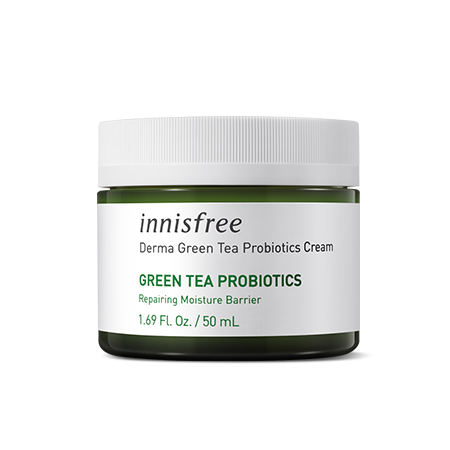 innisfree
Derma Green Tea Probiotics Cream
GREEN TEA PROBIOTICS
Repairing Moisture Barrier
1.69 Fl. Oz. / 50 mL